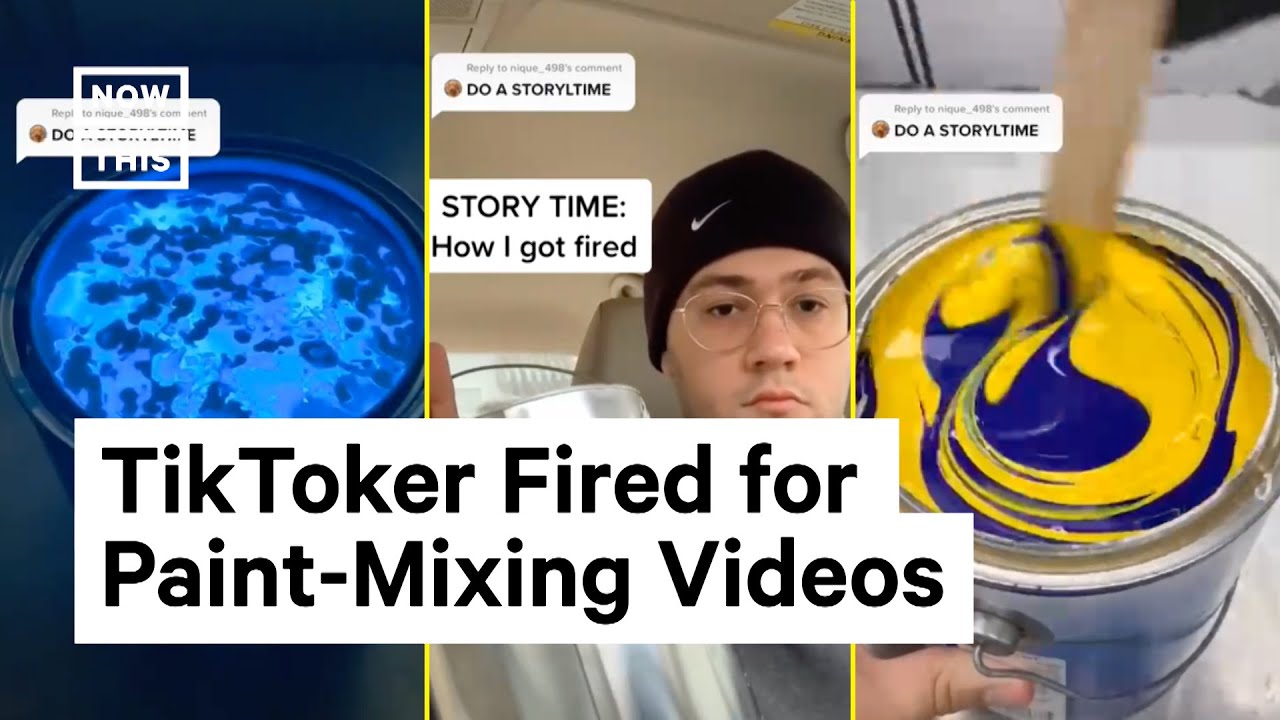 NOW
THIS
Reply to nique_498's comment
DO A STORYLTIME
Reply to nique_498's comment
DO A STORYLTIME
STORY TIME:
How I got fired
Reply to nique_498's comment
DO A STORYLTIME
TikToker Fired for
Paint-Mixing Videos